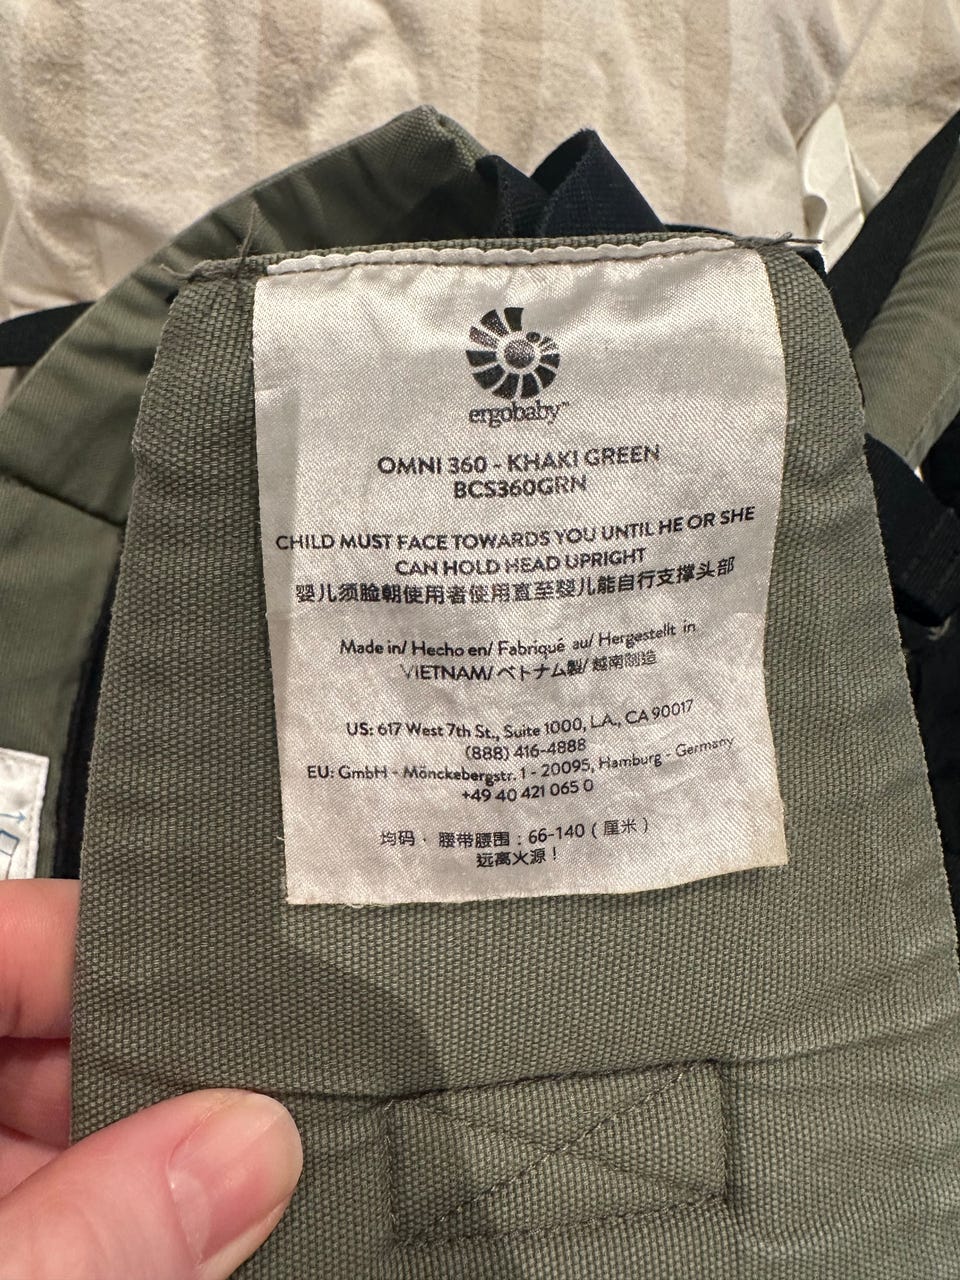 ergobaby™
OMNI 360 - KHAKI GREEN
BCS360GRN
CHILD MUST FACE TOWARDS YOU UNTIL HE OR SHE
CAN HOLD HEAD UPRIGHT
婴儿须脸朝使用者使用直至婴儿能自行支撑头部
Made in/ Hecho en/ Fabriqué au/ Hergestellt in
VIETNAM/ ベトナム製/ 越南制造
US: 617 West 7th St., Suite 1000, L.A., CA 90017
(888) 416-4888
EU: GmbH - Mönckebergstr. 1 - 20095, Hamburg - Germany
+49 40 421 065 0
均码 · 腰带腰围：66-140（厘米）
远离火源！